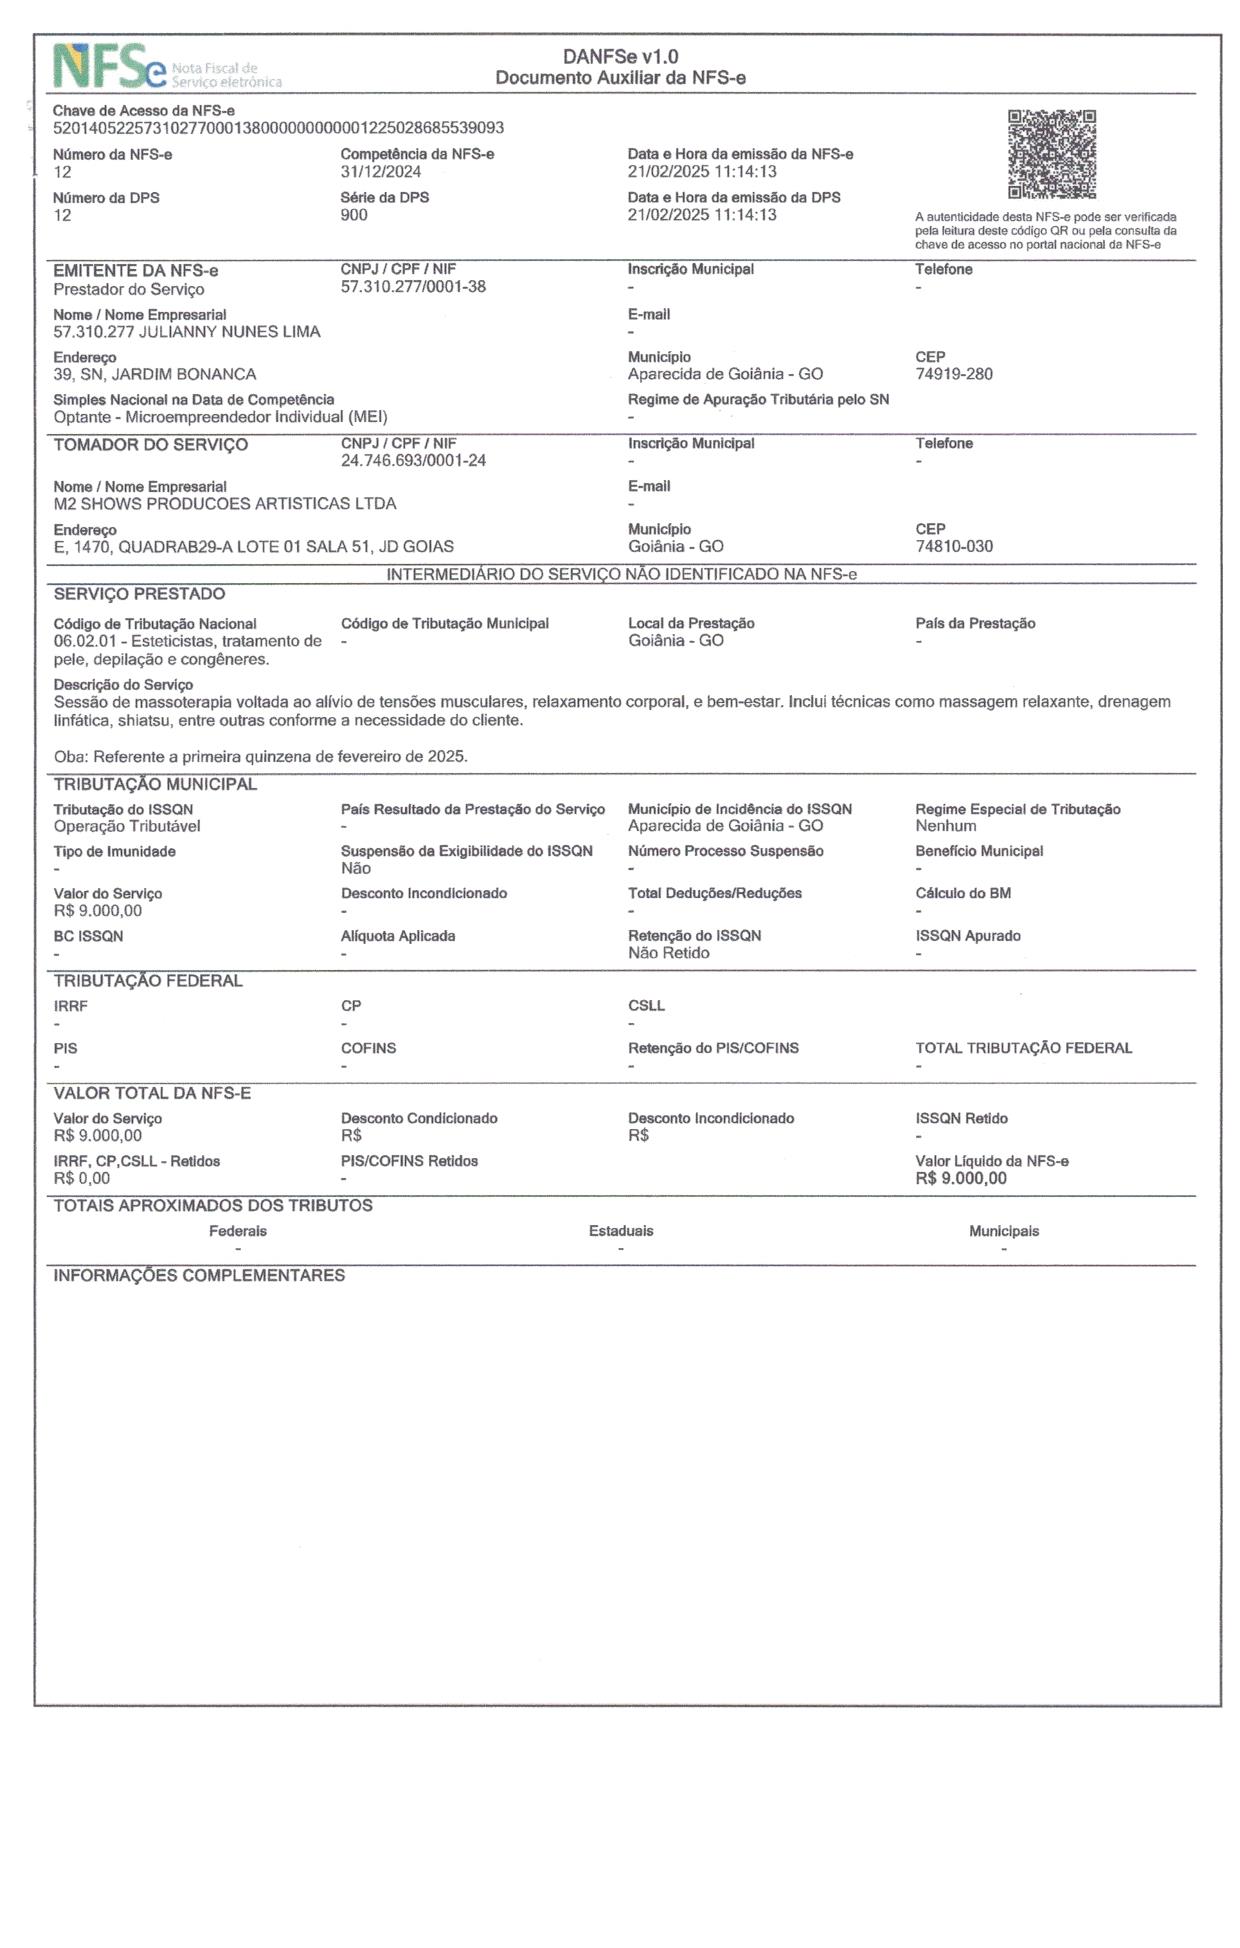 NFSe Nota Fiscal de
Serviço eletrônica
DANFSe v1.0
Documento Auxiliar da NFS-e
Chave de Acesso da NFS-e
52014052257310277000138000000000001225028685539093
Número da NFS-e Competência da NFS-e Data e Hora da emissão da NFS-e
12 31/12/2024 21/02/2025 11:14:13
Número da DPS Série da DPS Data e Hora da emissão da DPS
12 900 21/02/2025 11:14:13
A autenticidade desta NFS-e pode ser verificada
pela leitura deste código QR ou pela consulta da
chave de acesso no portal nacional da NFS-e
EMITENTE DA NFS-e CNPJ / CPF / NIF Inscrição Municipal Telefone
Prestador do Serviço 57.310.277/0001-38 - -
Nome / Nome Empresarial E-mail
57.310.277 JULIANNY NUNES LIMA -
Endereço Município CEP
39, SN, JARDIM BONANCA Aparecida de Goiânia - GO 74919-280
Simples Nacional na Data de Competência Regime de Apuração Tributária pelo SN
Optante - Microempreendedor Individual (MEI) -
TOMADOR DO SERVIÇO CNPJ / CPF / NIF Inscrição Municipal Telefone
24.746.693/0001-24 - -
Nome / Nome Empresarial E-mail
M2 SHOWS PRODUCOES ARTISTICAS LTDA -
Endereço Município CEP
E, 1470, QUADRAB29-A LOTE 01 SALA 51, JD GOIAS Goiânia - GO 74810-030
INTERMEDIÁRIO DO SERVIÇO NÃO IDENTIFICADO NA NFS-e
SERVIÇO PRESTADO
Código de Tributação Nacional Código de Tributação Municipal Local da Prestação País da Prestação
06.02.01 - Esteticistas, tratamento de - Goiânia - GO -
pele, depilação e congêneres.
Descrição do Serviço
Sessão de massoterapia voltada ao alívio de tensões musculares, relaxamento corporal, e bem-estar. Inclui técnicas como massagem relaxante, drenagem
linfática, shiatsu, entre outras conforme a necessidade do cliente.
Oba: Referente a primeira quinzena de fevereiro de 2025.
TRIBUTAÇÃO MUNICIPAL
Tributação do ISSQN País Resultado da Prestação do Serviço Município de Incidência do ISSQN Regime Especial de Tributação
Operação Tributável - Aparecida de Goiânia - GO Nenhum
Tipo de Imunidade Suspensão da Exigibilidade do ISSQN Número Processo Suspensão Benefício Municipal
- Não - -
Valor do Serviço Desconto Incondicionado Total Deduções/Reduções Cálculo do BM
R$ 9.000,00 - - -
BC ISSQN Alíquota Aplicada Retenção do ISSQN ISSQN Apurado
- - Não Retido -
TRIBUTAÇÃO FEDERAL
IRRF CP CSLL
- - -
PIS COFINS Retenção do PIS/COFINS TOTAL TRIBUTAÇÃO FEDERAL
- - - -
VALOR TOTAL DA NFS-E
Valor do Serviço Desconto Condicionado Desconto Incondicionado ISSQN Retido
R$ 9.000,00 R$ R$ -
IRRF, CP,CSLL - Retidos PIS/COFINS Retidos Valor Líquido da NFS-e
R$ 0,00 - R$ 9.000,00
TOTAIS APROXIMADOS DOS TRIBUTOS
Federais Estaduais Municipais
- - -
INFORMAÇÕES COMPLEMENTARES